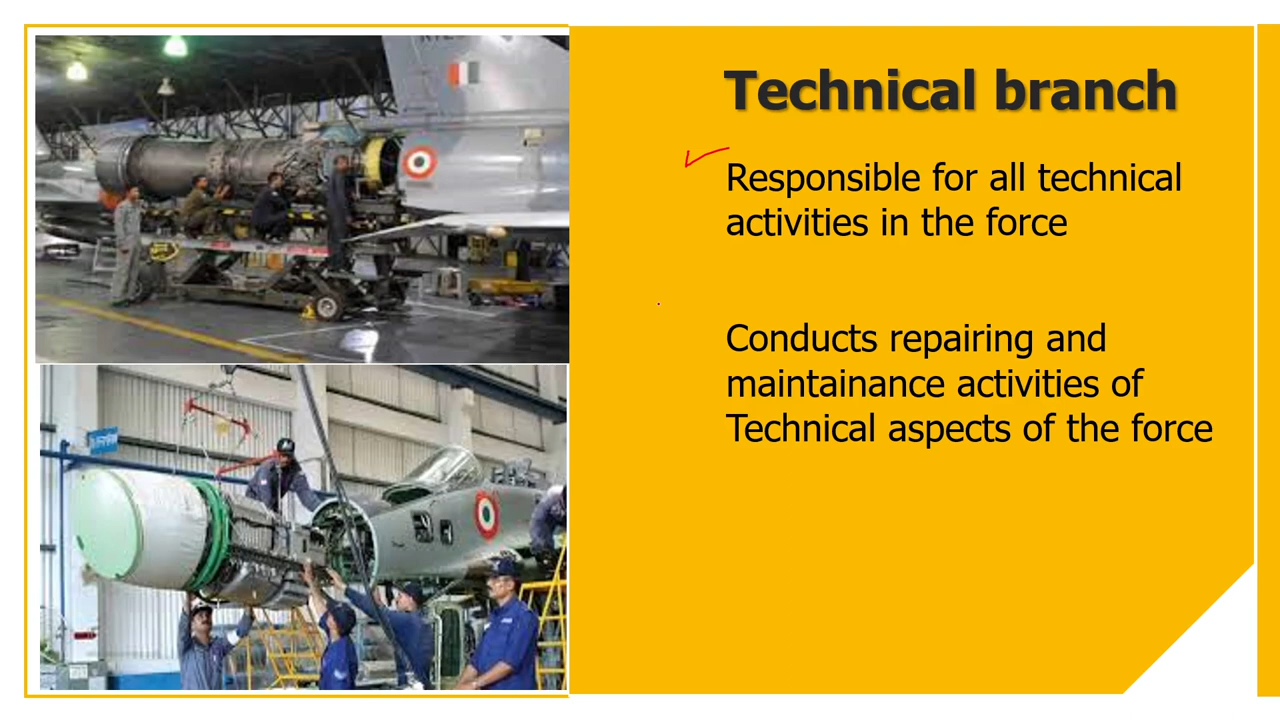 Technical branch
Responsible for all technical
activities in the force
Conducts repairing and
maintainance activities of
Technical aspects of the force